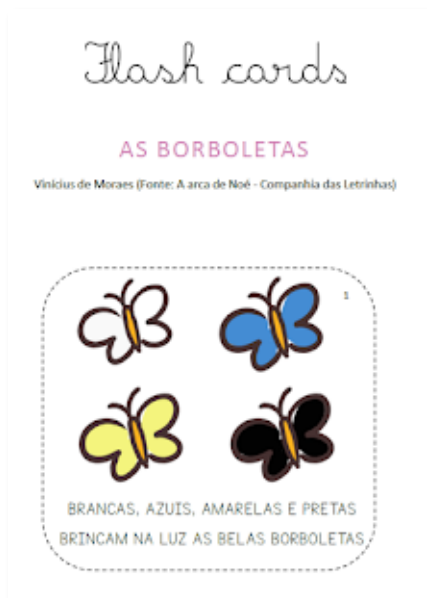 Flash cards
AS BORBOLETAS
Vinícius de Moraes (Fonte: A arca de Noé - Companhia das Letrinhas)
1
BRANCAS, AZUIS, AMARELAS E PRETAS
BRINCAM NA LUZ AS BELAS BORBOLETAS